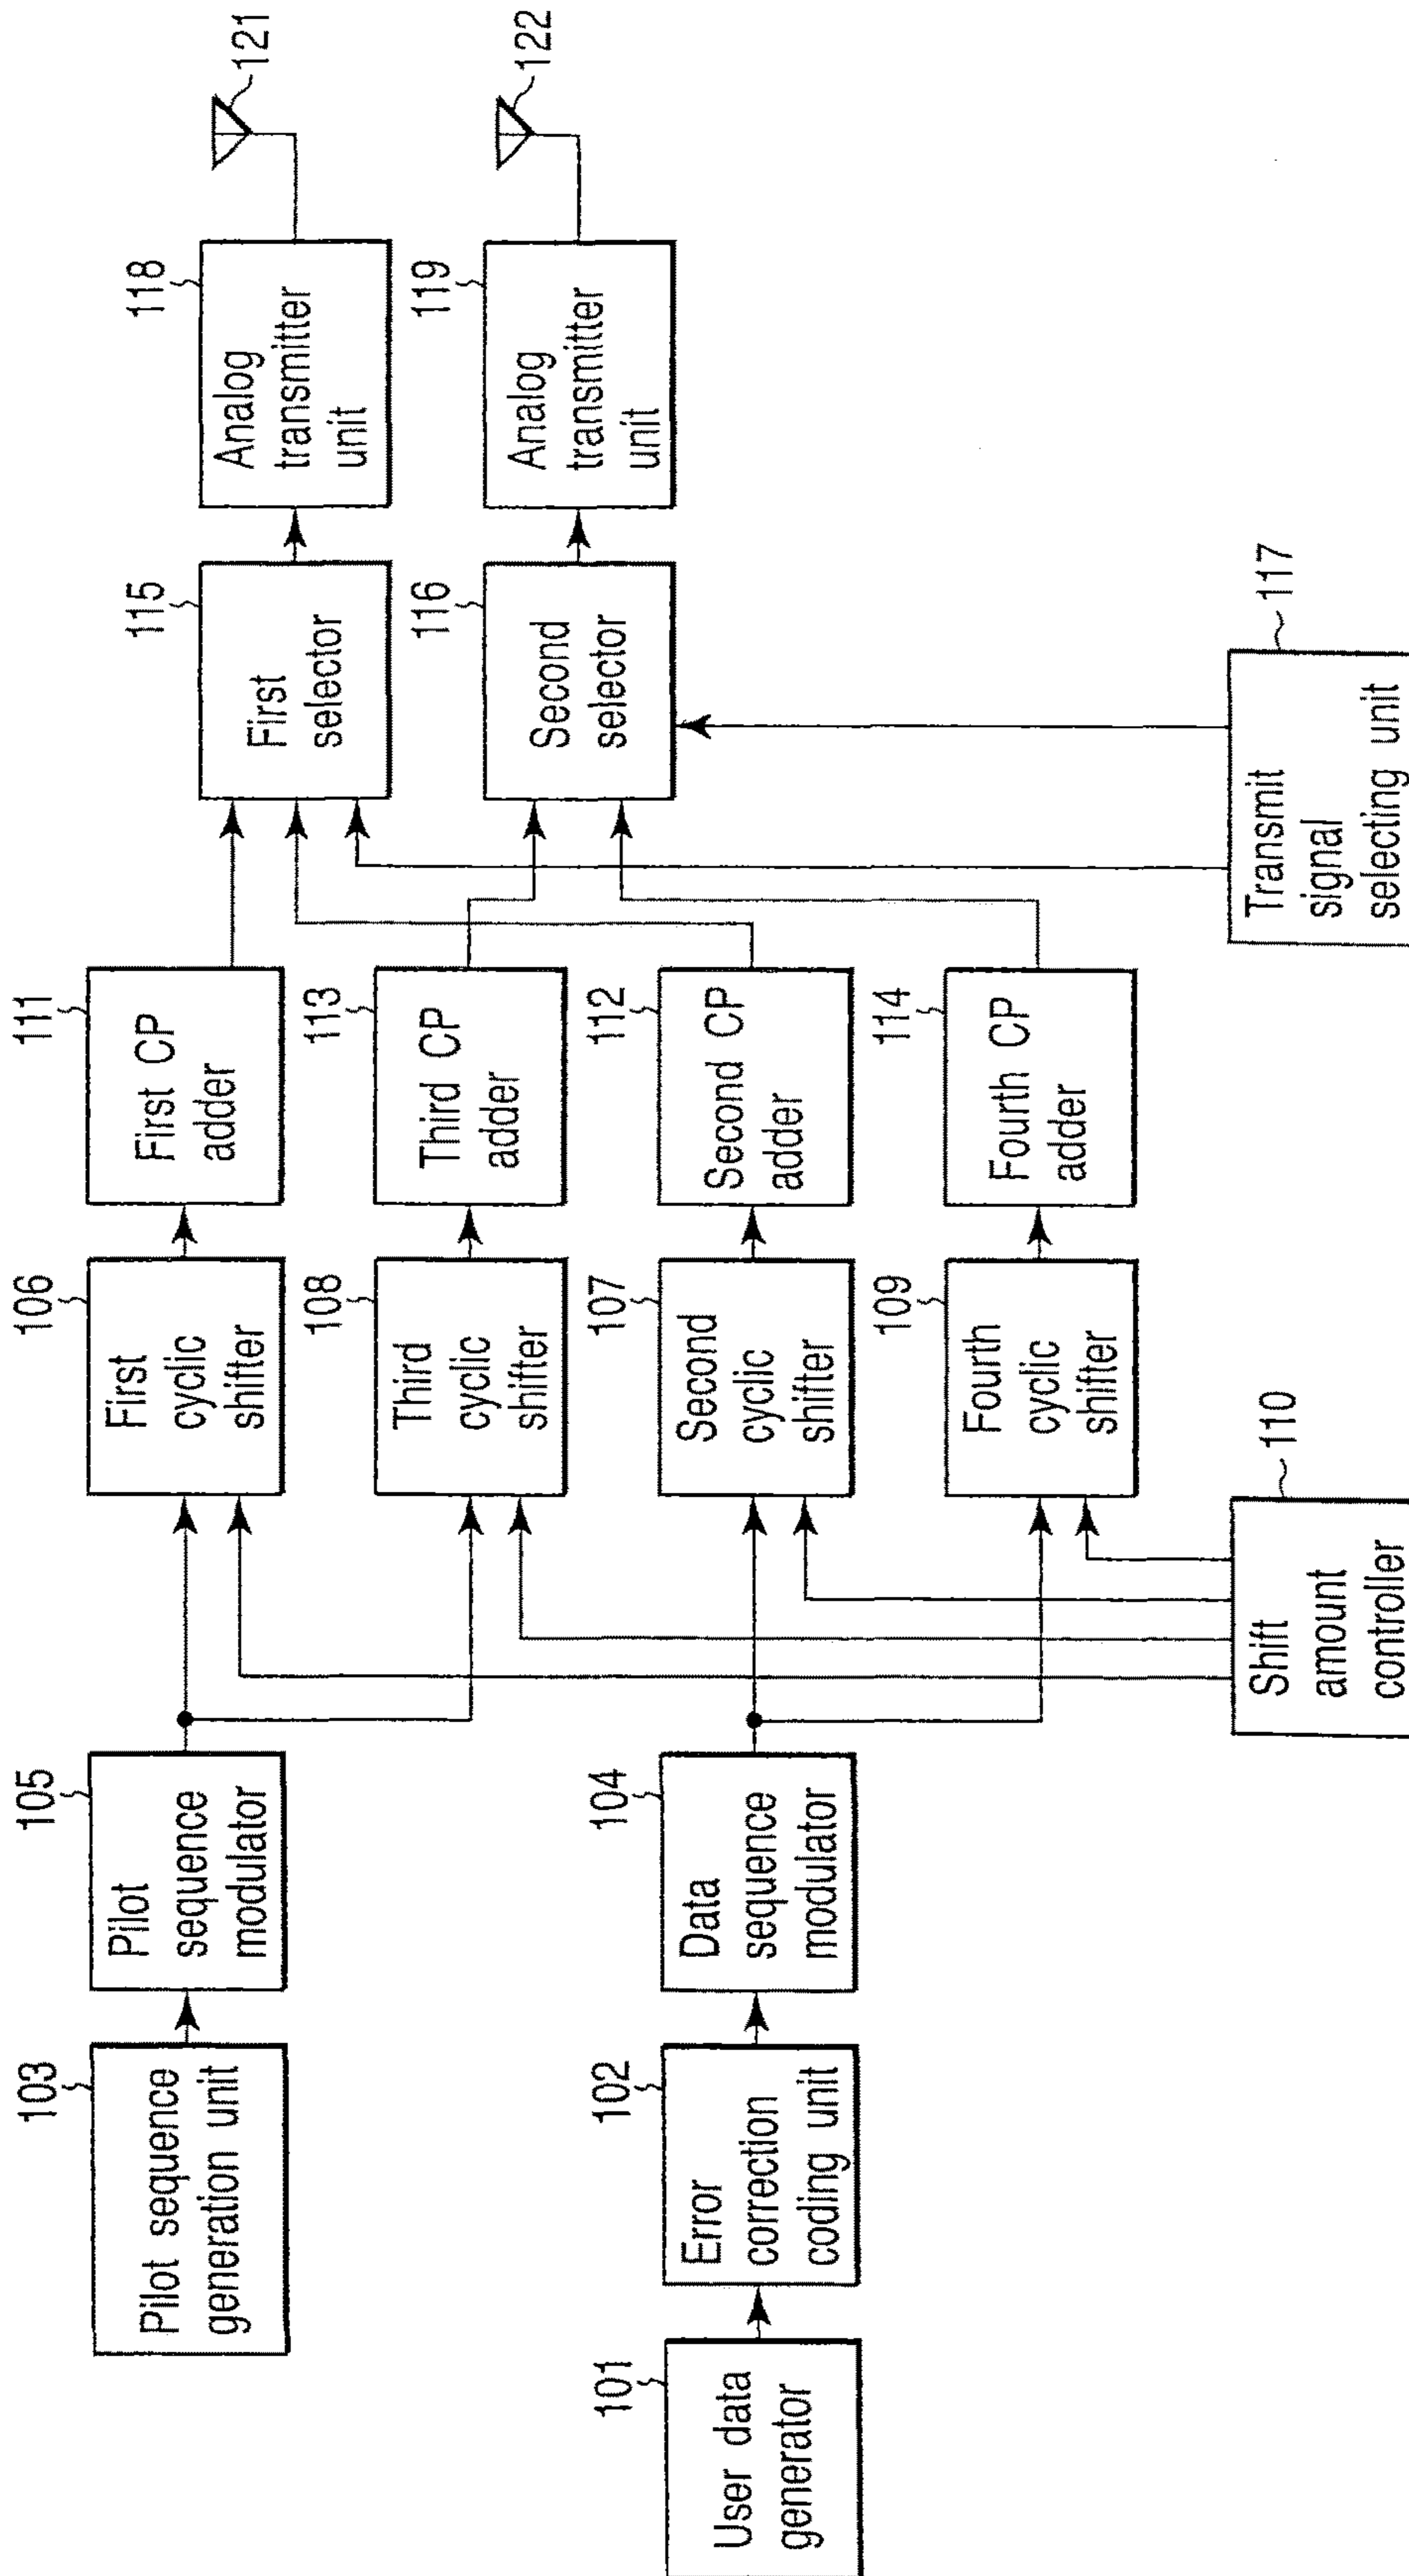 103
Pilot sequence
generation unit
105
Pilot
sequence
modulator
106
First
cyclic
shifter
111
First CP
adder
115
First
selector
118
Analog
transmitter
unit
121
108
Third
cyclic
shifter
113
Third CP
adder
116
Second
selector
119
Analog
transmitter
unit
122
101
User data
generator
102
Error
correction
coding unit
104
Data
sequence
modulator
107
Second
cyclic
shifter
112
Second CP
adder
109
Fourth
cyclic
shifter
114
Fourth CP
adder
110
Shift
amount
controller
117
Transmit
signal
selecting unit